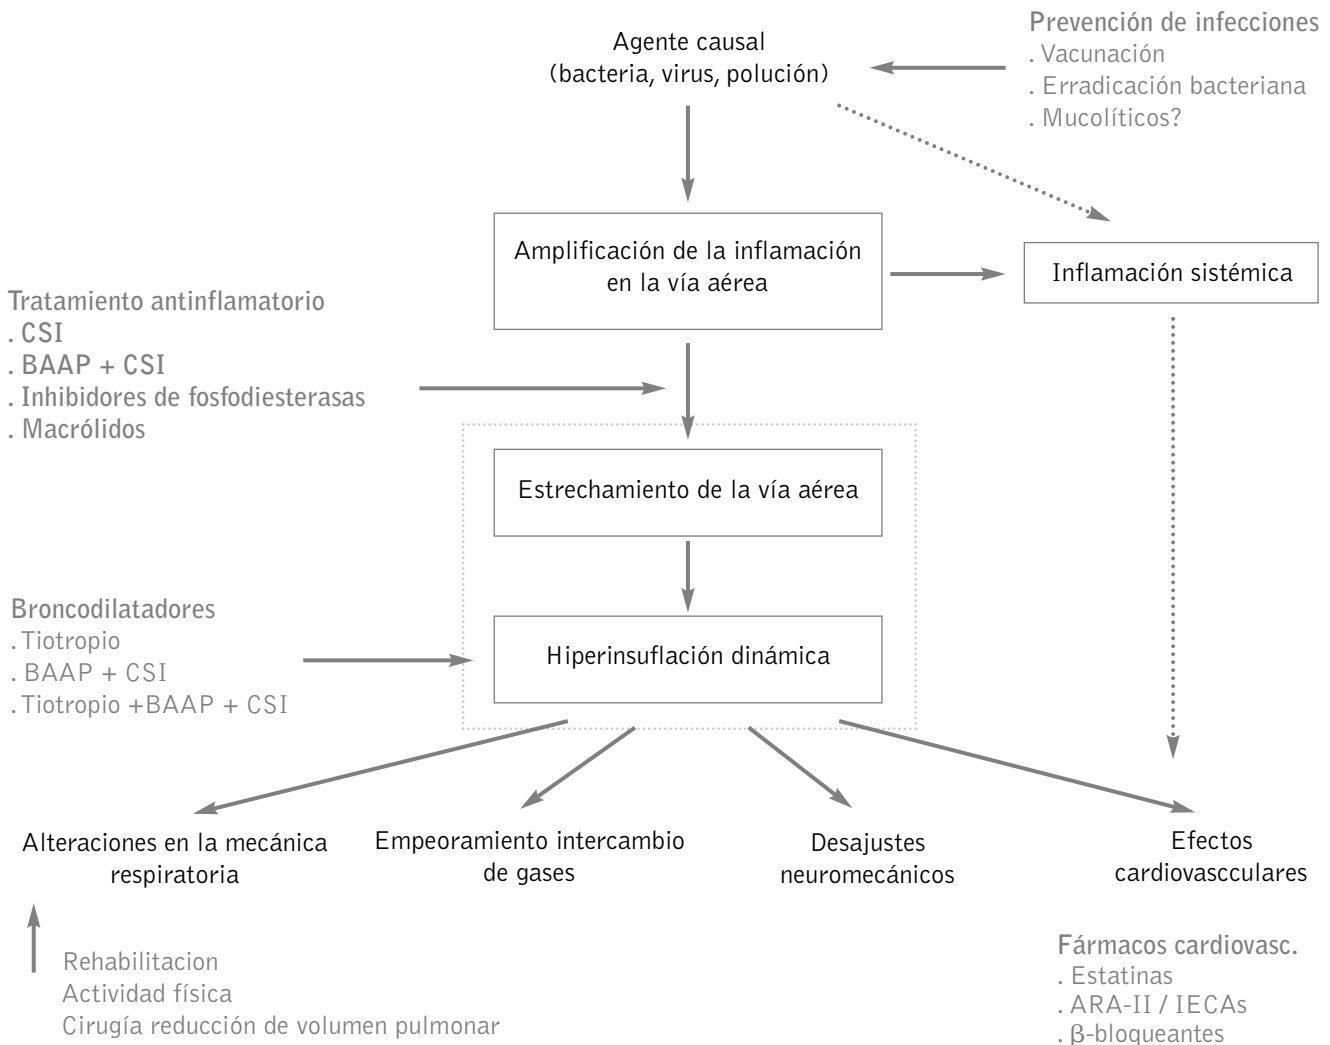 Agente causal
(bacteria, virus, polución)
Prevención de infecciones
. Vacunación
. Erradicación bacteriana
. Mucolíticos?
Amplificación de la inflamación
en la vía aérea
Inflamación sistémica
Tratamiento antinflamatorio
. CSI
. BAAP + CSI
. Inhibidores de fosfodiesterasas
. Macrólidos
Estrechamiento de la vía aérea
Broncodilatadores
. Tiotropio
. BAAP + CSI
. Tiotropio +BAAP + CSI
Hiperinsuflación dinámica
Alteraciones en la mecánica
respiratoria
Empeoramiento intercambio
de gases
Desajustes
neuromecánicos
Efectos
cardiovascculares
Rehabilitacion
Actividad física
Cirugía reducción de volumen pulmonar
Fármacos cardiovasc.
. Estatinas
. ARA-II / IECAs
. β-bloqueantes